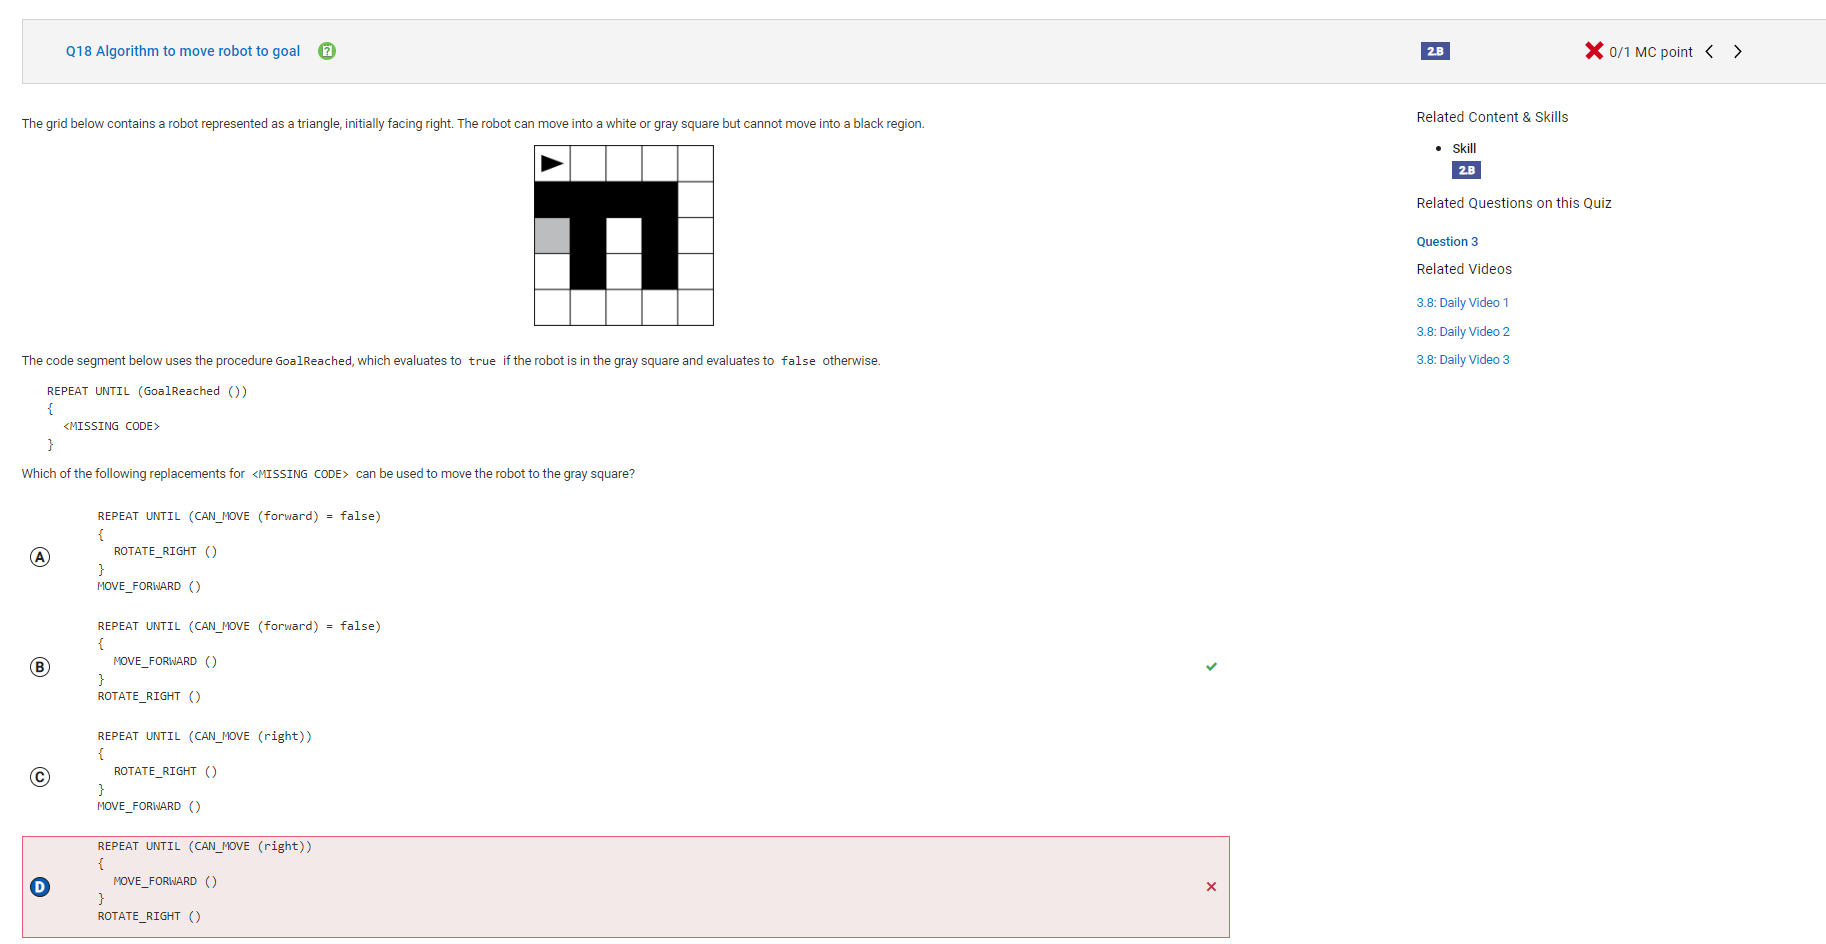 Q18 Algorithm to move robot to goal
2.B
0/1 MC point
The grid below contains a robot represented as a triangle, initially facing right. The robot can move into a white or gray square but cannot move into a black region.
The code segment below uses the procedure GoalReached, which evaluates to true if the robot is in the gray square and evaluates to false otherwise.
REPEAT UNTIL (GoalReached ())
{
<MISSING CODE>
}
Which of the following replacements for <MISSING CODE> can be used to move the robot to the gray square?
A
REPEAT UNTIL (CAN_MOVE (forward) = false)
{
ROTATE_RIGHT ()
}
MOVE_FORWARD ()
B
REPEAT UNTIL (CAN_MOVE (forward) = false)
{
MOVE_FORWARD ()
}
ROTATE_RIGHT ()
C
REPEAT UNTIL (CAN_MOVE (right))
{
ROTATE_RIGHT ()
}
MOVE_FORWARD ()
D
REPEAT UNTIL (CAN_MOVE (right))
{
MOVE_FORWARD ()
}
ROTATE_RIGHT ()
Related Content & Skills
• Skill
2.B
Related Questions on this Quiz
Question 3
Related Videos
3.8: Daily Video 1
3.8: Daily Video 2
3.8: Daily Video 3